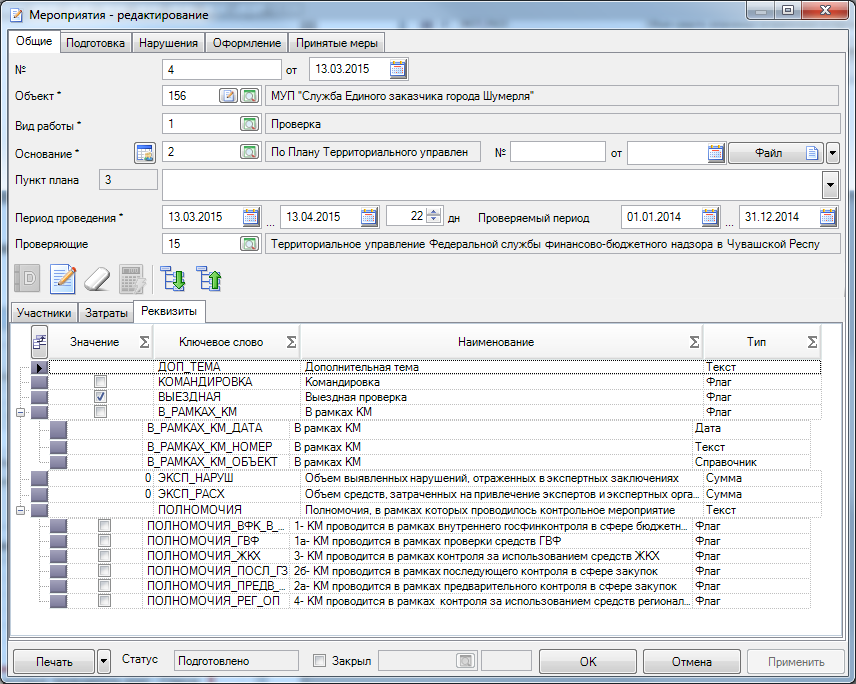 Мероприятия - редактирование
Общие Подготовка Нарушения Оформление Принятые меры
№ 4 от 13.03.2015
Объект * 156 МУП "Служба Единого заказчика города Шумерля"
Вид работы * 1 Проверка
Основание * 2 По Плану Территориального управлен № от Файл
Пункт плана 3
Период проведения * 13.03.2015 ... 13.04.2015 22 дн Проверяемый период 01.01.2014 ... 31.12.2014
Проверяющие 15 Территориальное управление Федеральной службы финансово-бюджетного надзора в Чувашской Респу
D
Участники Затраты Реквизиты
Значение Σ Ключевое слово Σ Наименование Σ Тип Σ
ДОП_ТЕМА Дополнительная тема Текст
КОМАНДИРОВКА Командировка Флаг
ВЫЕЗДНАЯ Выездная проверка Флаг
В_РАМКАХ_КМ В рамках КМ Флаг
В_РАМКАХ_КМ_ДАТА В рамках КМ Дата
В_РАМКАХ_КМ_НОМЕР В рамках КМ Текст
В_РАМКАХ_КМ_ОБЪЕКТ В рамках КМ Справочник
0 ЭКСП_НАРУШ Объем выявленных нарушений, отраженных в экспертных заключениях Сумма
0 ЭКСП_РАСХ Объем средств, затраченных на привлечение экспертов и экспертных орга... Сумма
ПОЛНОМОЧИЯ Полномочия, в рамках которых проводилось контрольное мероприятие Текст
ПОЛНОМОЧИЯ_ВФК_В_... 1- КМ проводится в рамках внутреннего госфинконтроля в сфере бюджетн... Флаг
ПОЛНОМОЧИЯ_ГВФ 1а- КМ проводится в рамках проверки средств ГВФ Флаг
ПОЛНОМОЧИЯ_ЖКХ 3- КМ проводится в рамках контроля за использованием средств ЖКХ Флаг
ПОЛНОМОЧИЯ_ПОСЛ_ГЗ 2б- КМ проводится в рамках последующего контроля в сфере закупок Флаг
ПОЛНОМОЧИЯ_ПРЕДВ_... 2а- КМ проводится в рамках предварительного контроля в сфере закупок Флаг
ПОЛНОМОЧИЯ_РЕГ_ОП 4- КМ проводится в рамках контроля за использованием средств регионал... Флаг
Печать Статус Подготовлено Закрыл ОК Отмена Применить